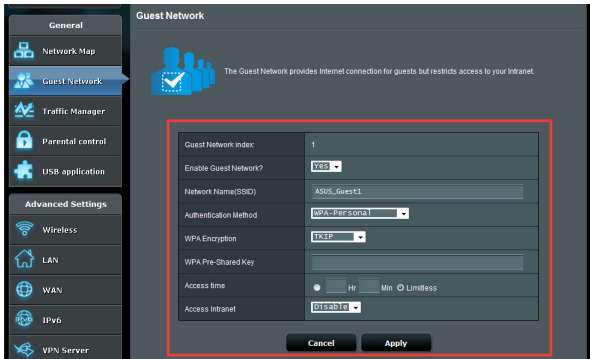 General
Network Map
Guest Network
Traffic Manager
Parental control
USB application
Advanced Settings
Wireless
LAN
WAN
IPv6
VPN Server
Guest Network
The Guest Network provides Internet connection for guests but restricts access to your Intranet.
Guest Network index: 1
Enable Guest Network? Yes
Network Name(SSID) ASUS_Guest1
Authentication Method WPA-Personal
WPA Encryption TKIP
WPA Pre-Shared Key
Access time Hr Min Limitless
Access Intranet Disable
Cancel Apply